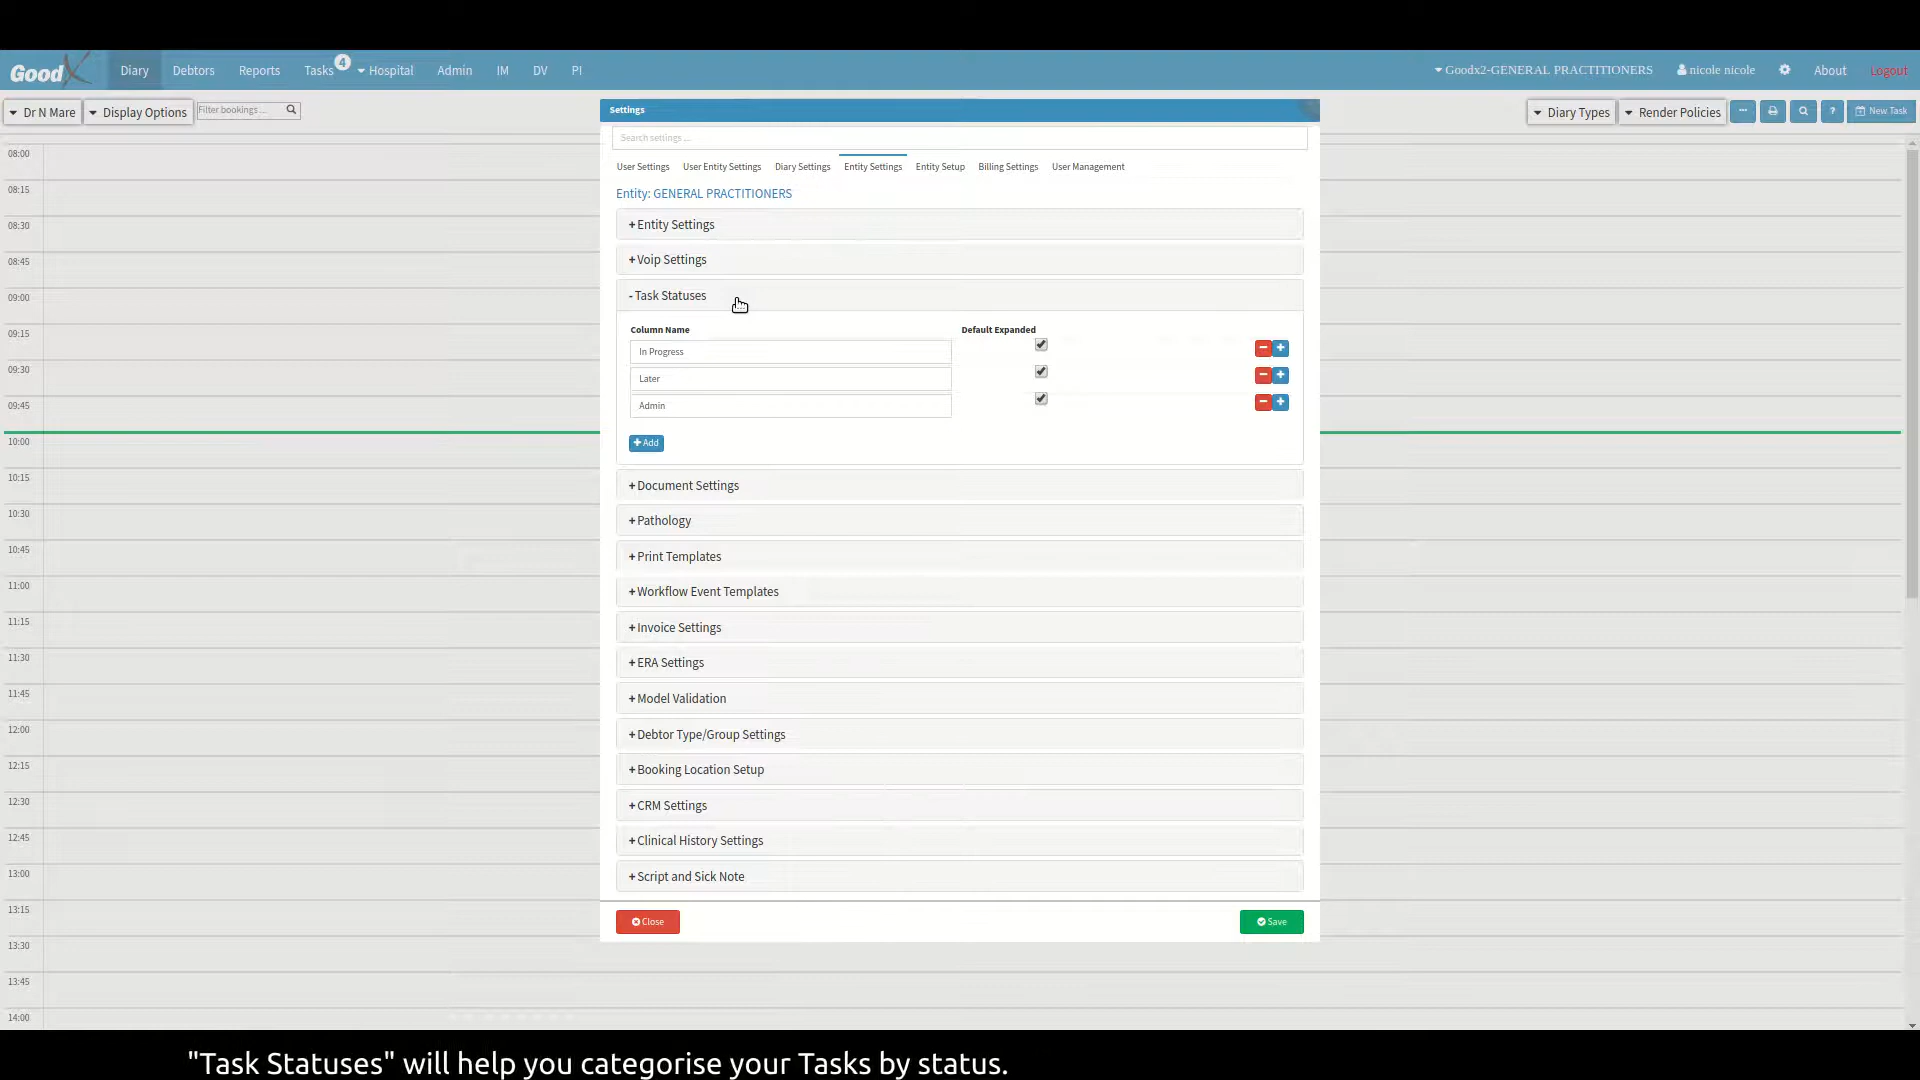 GoodX Diary Debtors Reports Tasks 4 Hospital Admin IM DV PI Goodx2-GENERAL PRACTITIONERS nicole nicole About Logout
Dr N Mare Display Options Filter bookings ... Diary Types Render Policies ... ? New Task
Settings
Search settings ...
User Settings User Entity Settings Diary Settings Entity Settings Entity Setup Billing Settings User Management
Entity: GENERAL PRACTITIONERS
+ Entity Settings
+ Voip Settings
- Task Statuses
Column Name Default Expanded
In Progress
Later
Admin
+ Add
+ Document Settings
+ Pathology
+ Print Templates
+ Workflow Event Templates
+ Invoice Settings
+ ERA Settings
+ Model Validation
+ Debtor Type/Group Settings
+ Booking Location Setup
+ CRM Settings
+ Clinical History Settings
+ Script and Sick Note
Close Save
08:00
08:15
08:30
08:45
09:00
09:15
09:30
09:45
10:00
10:15
10:30
10:45
11:00
11:15
11:30
11:45
12:00
12:15
12:30
12:45
13:00
13:15
13:30
13:45
14:00
"Task Statuses" will help you categorise your Tasks by status.